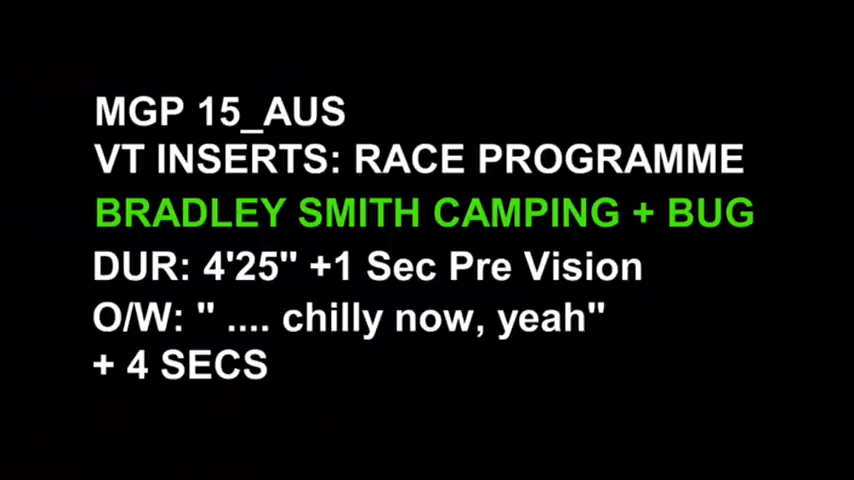 MGP 15_AUS
VT INSERTS: RACE PROGRAMME
BRADLEY SMITH CAMPING + BUG
DUR: 4'25" +1 Sec Pre Vision
O/W: " .... chilly now, yeah"
+ 4 SECS